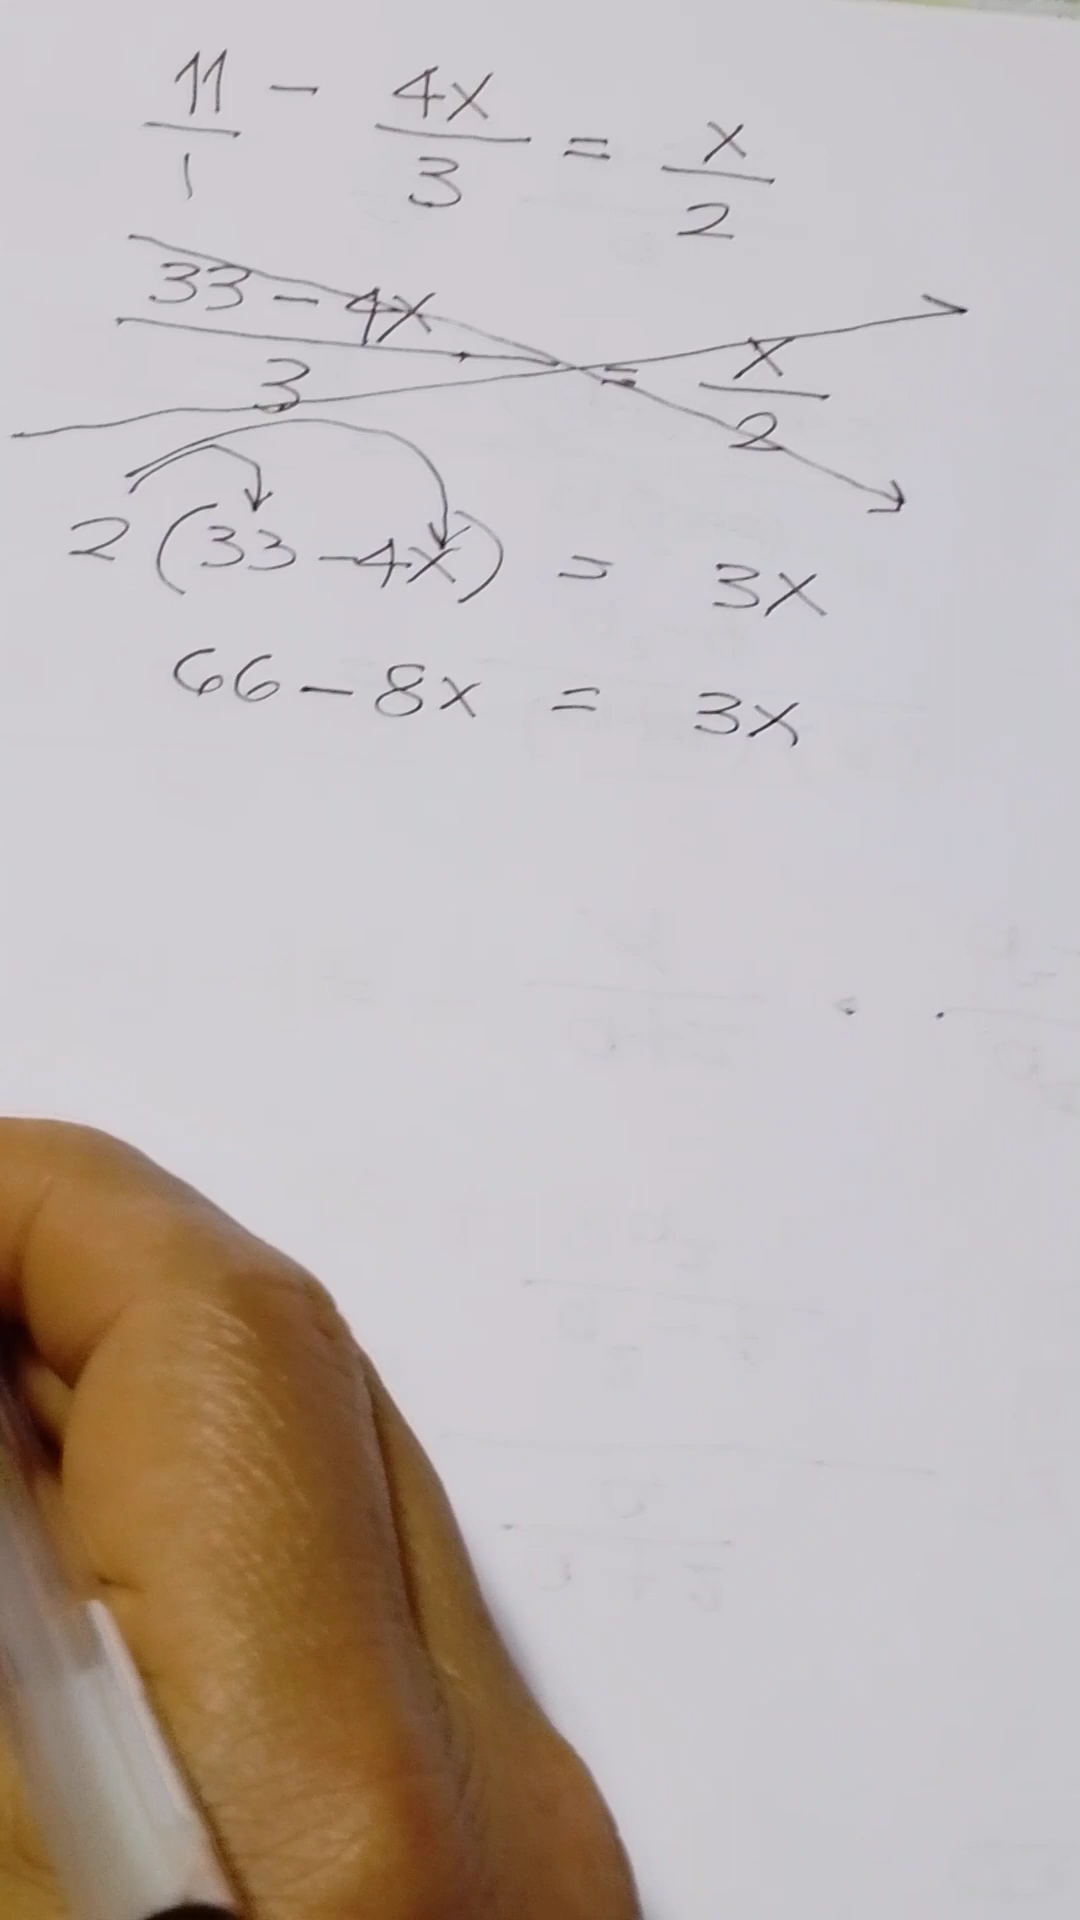 11/1 - 4x/3 = x/2
33 - 4x/3 = x/2
2(33 - 4x) = 3x
66 - 8x = 3x